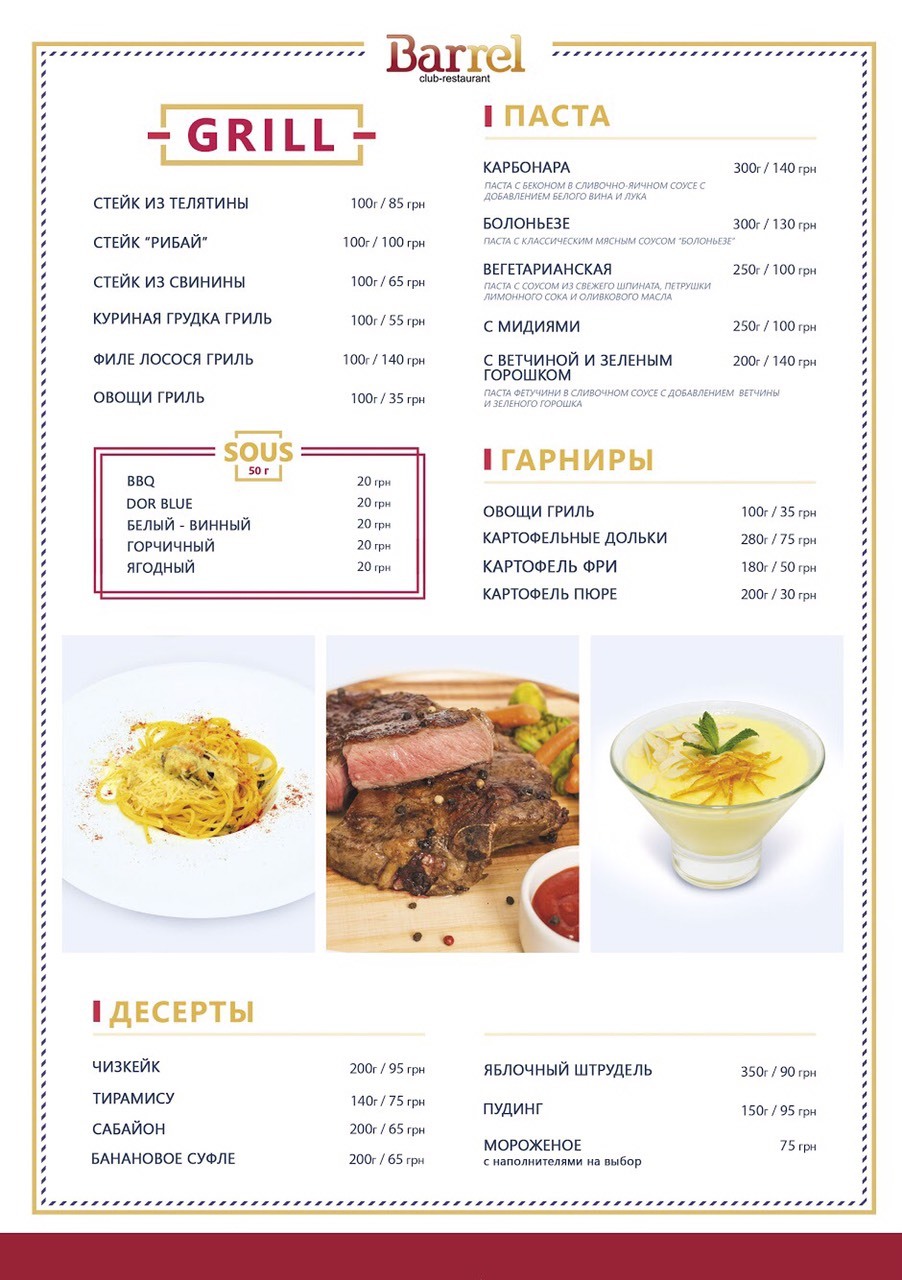 Barrel
club-restaurant
GRILL
СТЕЙК ИЗ ТЕЛЯТИНЫ 100г / 85 грн
СТЕЙК “РИБАЙ” 100г / 100 грн
СТЕЙК ИЗ СВИНИНЫ 100г / 65 грн
КУРИНАЯ ГРУДКА ГРИЛЬ 100г / 55 грн
ФИЛЕ ЛОСОСЯ ГРИЛЬ 100г / 140 грн
ОВОЩИ ГРИЛЬ 100г / 35 грн
SOUS
50 г
BBQ 20 грн
DOR BLUE 20 грн
БЕЛЫЙ - ВИННЫЙ 20 грн
ГОРЧИЧНЫЙ 20 грн
ЯГОДНЫЙ 20 грн
ПАСТА
КАРБОНАРА 300г / 140 грн
ПАСТА С БЕКОНОМ В СЛИВОЧНО-ЯИЧНОМ СОУСЕ С
ДОБАВЛЕНИЕМ БЕЛОГО ВИНА И ЛУКА
БОЛОНЬЕЗЕ 300г / 130 грн
ПАСТА С КЛАССИЧЕСКИМ МЯСНЫМ СОУСОМ “БОЛОНЬЕЗЕ”
ВЕГЕТАРИАНСКАЯ 250г / 100 грн
ПАСТА С СОУСОМ ИЗ СВЕЖЕГО ШПИНАТА, ПЕТРУШКИ
ЛИМОННОГО СОКА И ОЛИВКОВОГО МАСЛА
С МИДИЯМИ 250г / 100 грн
С ВЕТЧИНОЙ И ЗЕЛЕНЫМ 200г / 140 грн
ГОРОШКОМ
ПАСТА ФЕТУЧИНИ В СЛИВОЧНОМ СОУСЕ С ДОБАВЛЕНИЕМ ВЕТЧИНЫ
И ЗЕЛЕНОГО ГОРОШКА
ГАРНИРЫ
ОВОЩИ ГРИЛЬ 100г / 35 грн
КАРТОФЕЛЬНЫЕ ДОЛЬКИ 280г / 75 грн
КАРТОФЕЛЬ ФРИ 180г / 50 грн
КАРТОФЕЛЬ ПЮРЕ 200г / 30 грн
ДЕСЕРТЫ
ЧИЗКЕЙК 200г / 95 грн
ТИРАМИСУ 140г / 75 грн
САБАЙОН 200г / 65 грн
БАНАНОВОЕ СУФЛЕ 200г / 65 грн
ЯБЛОЧНЫЙ ШТРУДЕЛЬ 350г / 90 грн
ПУДИНГ 150г / 95 грн
МОРОЖЕНОЕ 75 грн
с наполнителями на выбор